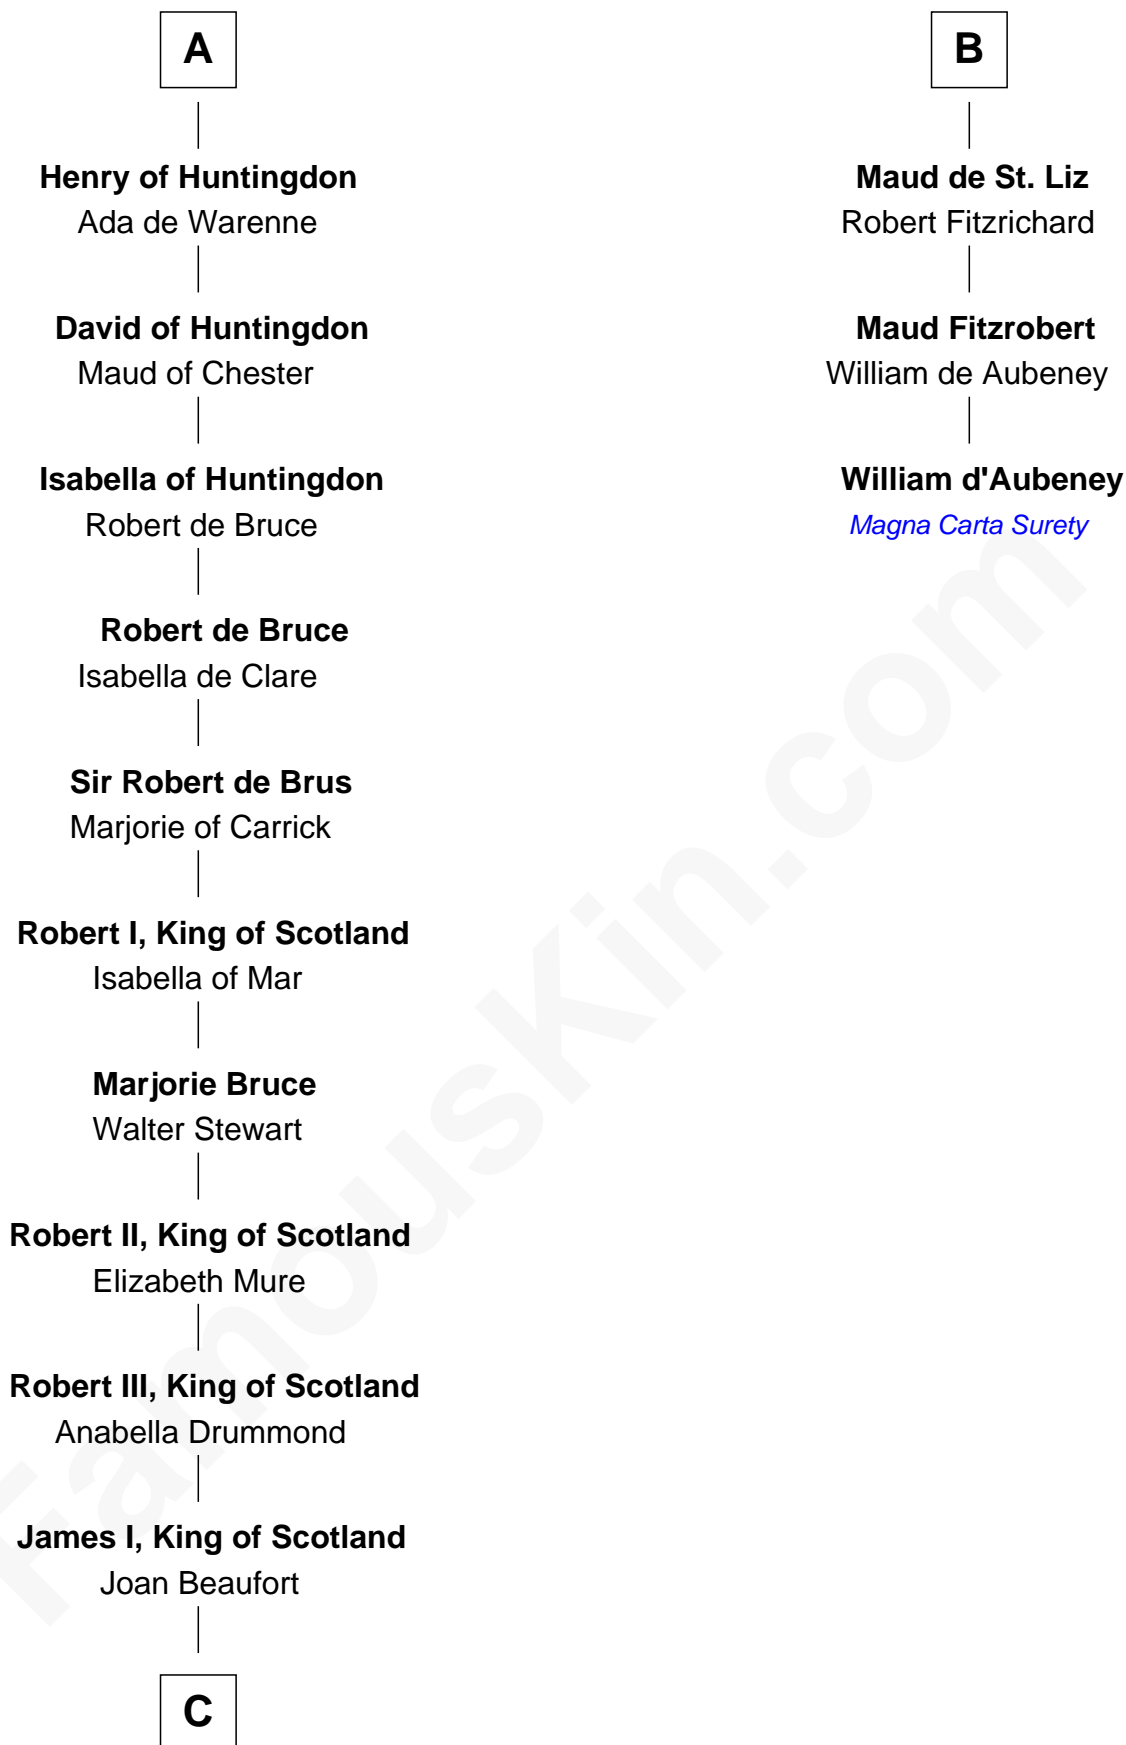 A
Henry of Huntingdon
Ada de Warenne
David of Huntingdon
Maud of Chester
Isabella of Huntingdon
Robert de Bruce
Robert de Bruce
Isabella de Clare
Sir Robert de Brus
Marjorie of Carrick
Robert I, King of Scotland
Isabella of Mar
Marjorie Bruce
Walter Stewart
Robert II, King of Scotland
Elizabeth Mure
Robert III, King of Scotland
Anabella Drummond
James I, King of Scotland
Joan Beaufort
C
B
Maud de St. Liz
Robert Fitzrichard
Maud Fitzrobert
William de Aubeney
William d'Aubeney
Magna Carta Surety
FamousKin.com